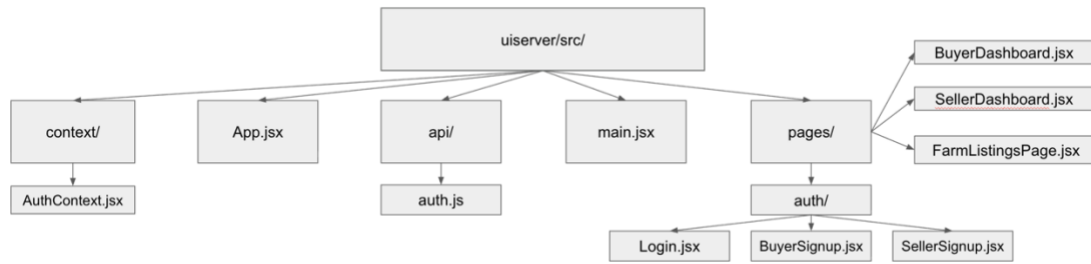 uiserver/src/
BuyerDashboard.jsx
SellerDashboard.jsx
FarmListingsPage.jsx
context/
App.jsx
api/
main.jsx
pages/
AuthContext.jsx
auth.js
auth/
Login.jsx
BuyerSignup.jsx
SellerSignup.jsx